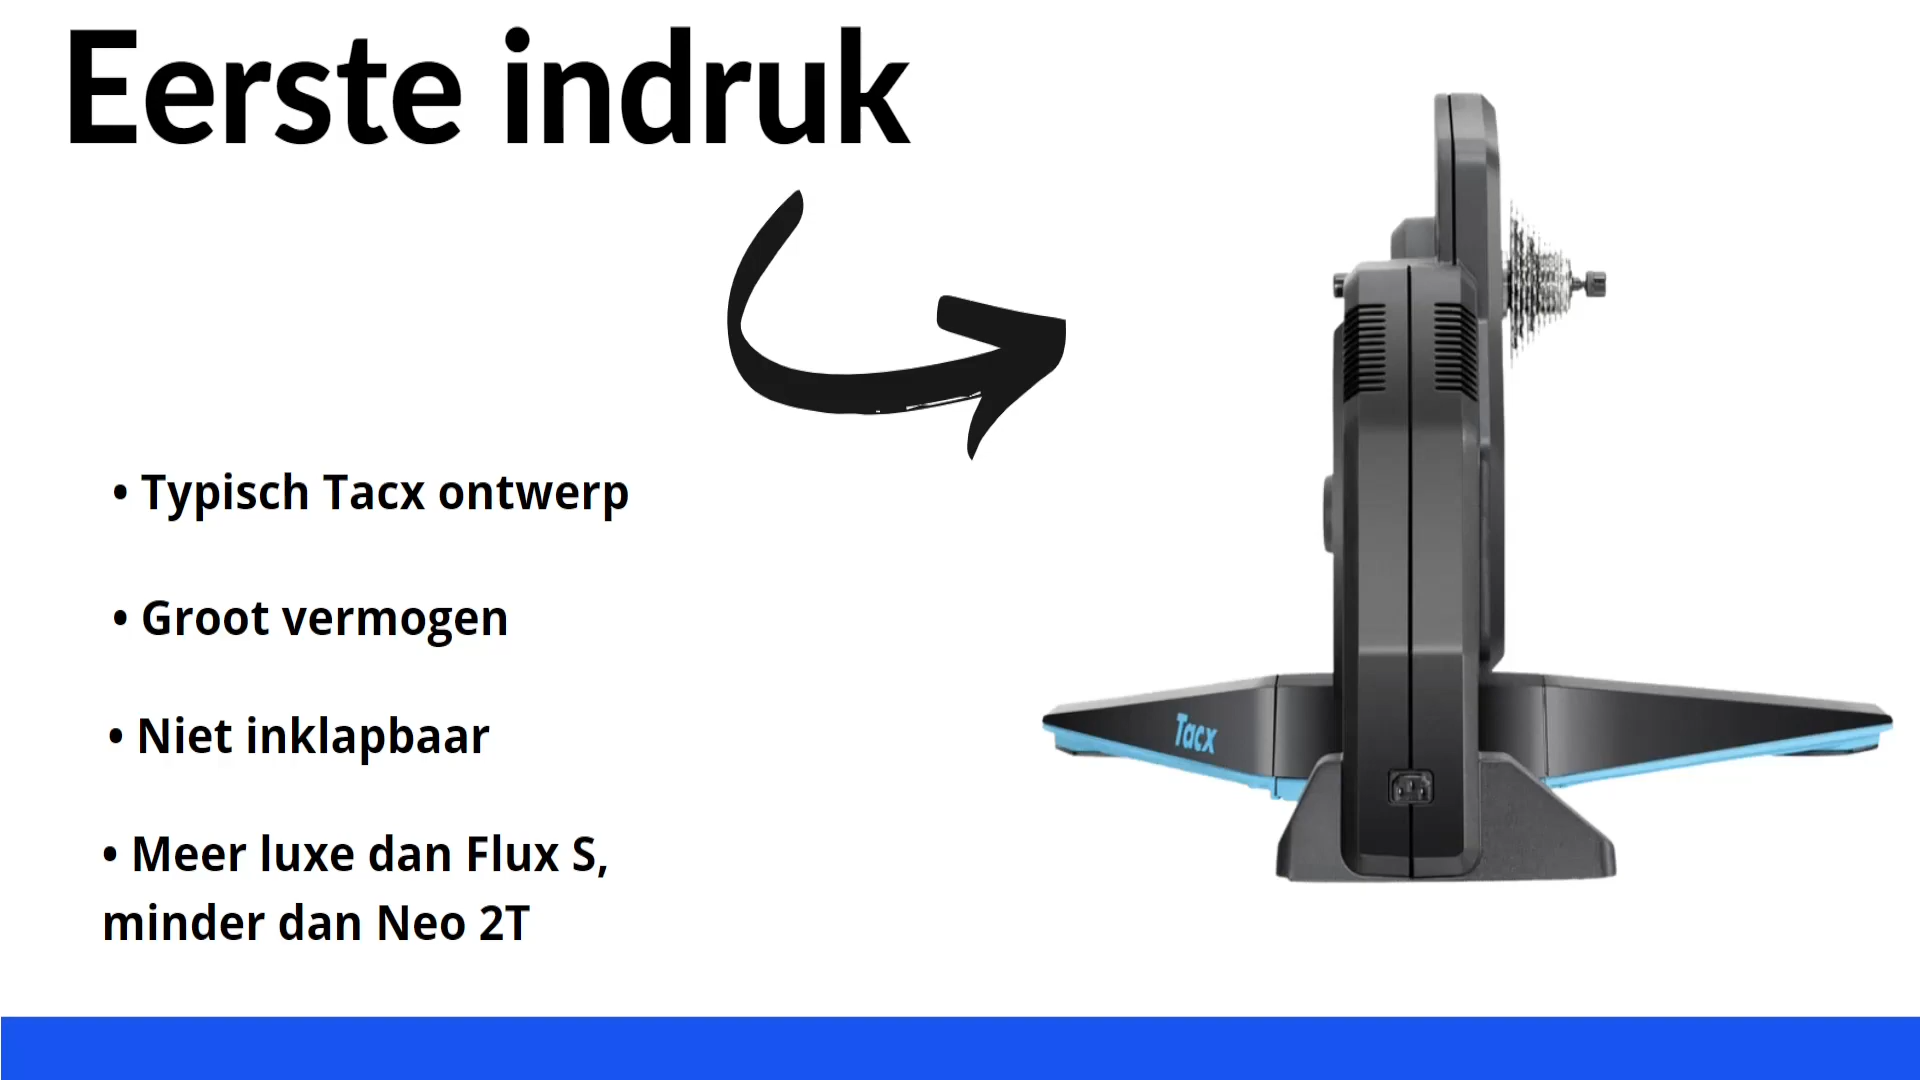 Eerste indruk
• Typisch Tacx ontwerp
• Groot vermogen
• Niet inklapbaar
• Meer luxe dan Flux S,
minder dan Neo 2T
Tacx